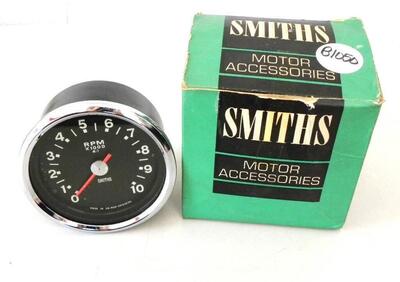 SMITHS
B1050
MOTOR
ACCESSORIES
SMITHS
MOTOR
ACCESSORIES
0 1 2 3 4 5 6 7 8 9 10
RPM
X1000
SMITHS